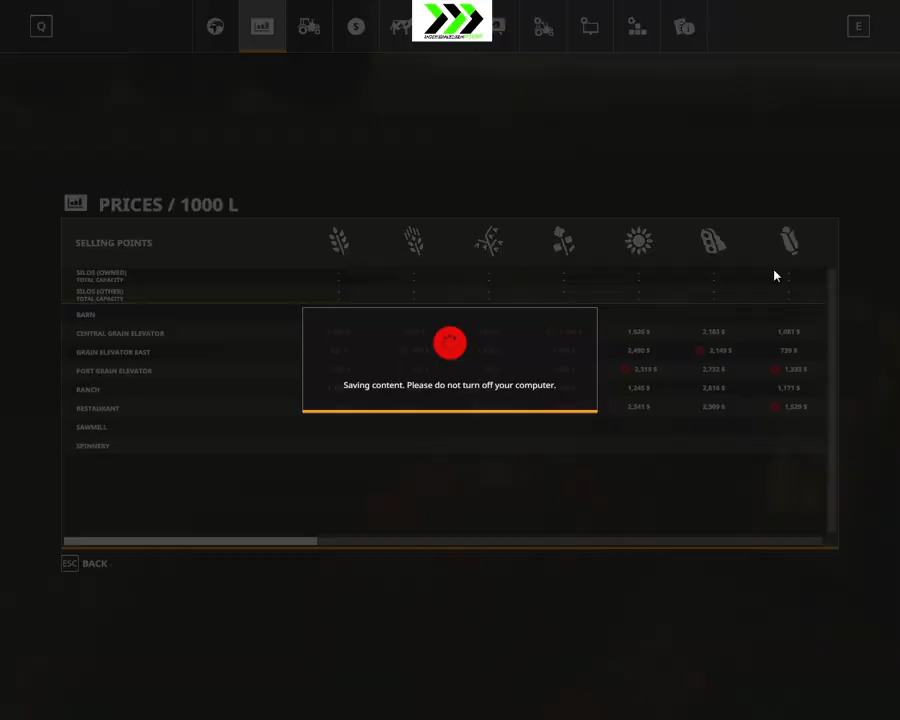 Q
E
PRICES / 1000 L
SELLING POINTS
SILOS (OWNED)
TOTAL CAPACITY
SILOS (OTHER)
TOTAL CAPACITY
BARN
CENTRAL GRAIN ELEVATOR 1,626 $ 2,183 $ 1,081 $
GRAIN ELEVATOR EAST 2,490 $ 2,149 $ 739 $
PORT GRAIN ELEVATOR 2,319 $ 2,732 $ 1,333 $
RANCH 1,245 $ 2,616 $ 1,171 $
RESTAURANT 2,341 $ 2,509 $ 1,529 $
SAWMILL
SPINNERY
Saving content. Please do not turn off your computer.
ESC BACK